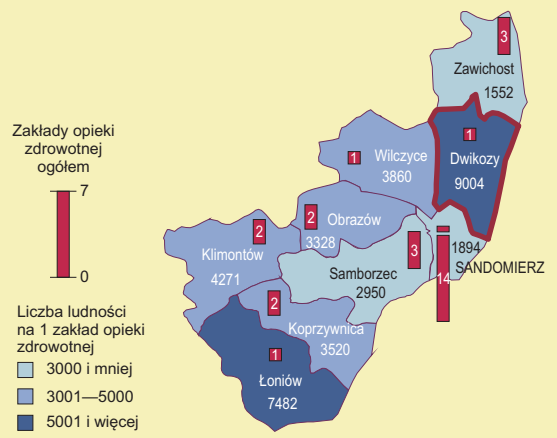 3
Zawichost
1552
Zakłady opieki
zdrowotnej
ogółem
7
0
1
Wilczyce
3860
1
Dwikozy
9004
2
Obrazów
3328
2
Klimontów
4271
3
Samborzec
2950
1894
SANDOMIERZ
14
2
Koprzywnica
3520
1
Łoniów
7482
Liczba ludności
na 1 zakład opieki
zdrowotnej
3000 i mniej
3001—5000
5001 i więcej